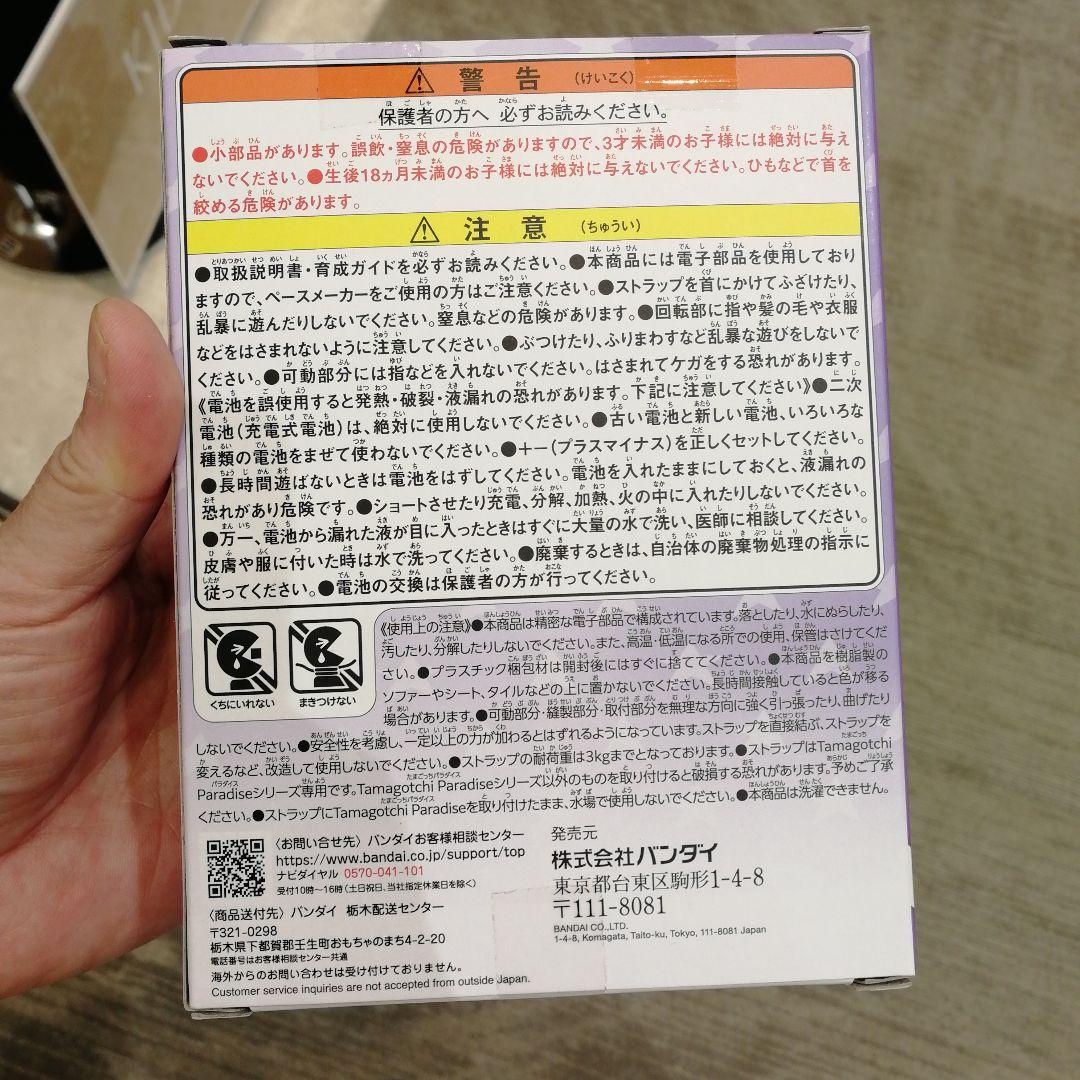 KIN
⚠ 警告 (けいこく)
保護者の方へ 必ずお読みください。
●小部品があります。誤飲・窒息の危険がありますので、3才未満のお子様には絶対に与え
ないでください。●生後18ヵ月未満のお子様には絶対に与えないでください。ひもなどで首を
絞める危険があります。
⚠ 注意 (ちゅうい)
●取扱説明書・育成ガイドを必ずお読みください。●本商品には電子部品を使用しており
ますので、ペースメーカーをご使用の方はご注意ください。●ストラップを首にかけてふざけたり、
乱暴に遊んだりしないでください。窒息などの危険があります。●回転部に指や髪の毛や衣服
などをはさまれないように注意してください。●ぶつけたり、ふりまわすなど乱暴な遊びをしないで
ください。●可動部分には指などを入れないでください。はさまれてケガをする恐れがあります。
《電池を誤使用すると発熱・破裂・液漏れの恐れがあります。下記に注意してください》●二次
電池(充電式電池)は、絶対に使用しないでください。●古い電池と新しい電池、いろいろな
種類の電池をまぜて使わないでください。●+−(プラスマイナス)を正しくセットしてください。
●長時間遊ばないときは電池をはずしてください。電池を入れたままにしておくと、液漏れの
恐れがあり危険です。●ショートさせたり充電、分解、加熱、火の中に入れたりしないでください。
●万一、電池から漏れた液が目に入ったときはすぐに大量の水で洗い、医師に相談してください。
皮膚や服に付いた時は水で洗ってください。●廃棄するときは、自治体の廃棄物処理の指示に
従ってください。●電池の交換は保護者の方が行ってください。
くちにいれない
まきつけない
《使用上の注意》●本商品は精密な電子部品で構成されています。落としたり、水にぬらしたり、
汚したり、分解したりしないでください。また、高温・低温になる所での使用、保管はさけてくだ
さい。●プラスチック梱包材は開封後にはすぐに捨ててください。●本商品を樹脂製の
ソファーやシート、タイルなどの上に置かないでください。長時間接触していると色が移る
場合があります。●可動部分・縫製部分・取付部分を無理な方向に強く引っ張ったり、曲げたり
しないでください。●安全性を考慮し、一定以上の力が加わるとはずれるようになっています。ストラップを直接結ぶ、ストラップを
変えるなど、改造して使用しないでください。●ストラップの耐荷重は3kgまでとなっております。●ストラップはTamagotchi
Paradiseシリーズ専用です。Tamagotchi Paradiseシリーズ以外のものを取り付けると破損する恐れがあります。予めご了承
ください。●ストラップにTamagotchi Paradiseを取り付けたまま、水場で使用しないでください。●本商品は洗濯できません。
〈お問い合せ先〉バンダイお客様相談センター
https://www.bandai.co.jp/support/top
ナビダイヤル 0570-041-101
受付10時〜16時(土日祝日、当社指定休業日を除く)
〈商品送付先〉バンダイ 栃木配送センター
〒321-0298
栃木県下都賀郡壬生町おもちゃのまち4-2-20
電話番号はお客様相談センター共通
海外からのお問い合わせは受け付けておりません。
Customer service inquiries are not accepted from outside Japan.
発売元
株式会社バンダイ
東京都台東区駒形1-4-8
〒111-8081
BANDAI CO.,LTD.
1-4-8, Komagata, Taito-ku, Tokyo, 111-8081 Japan